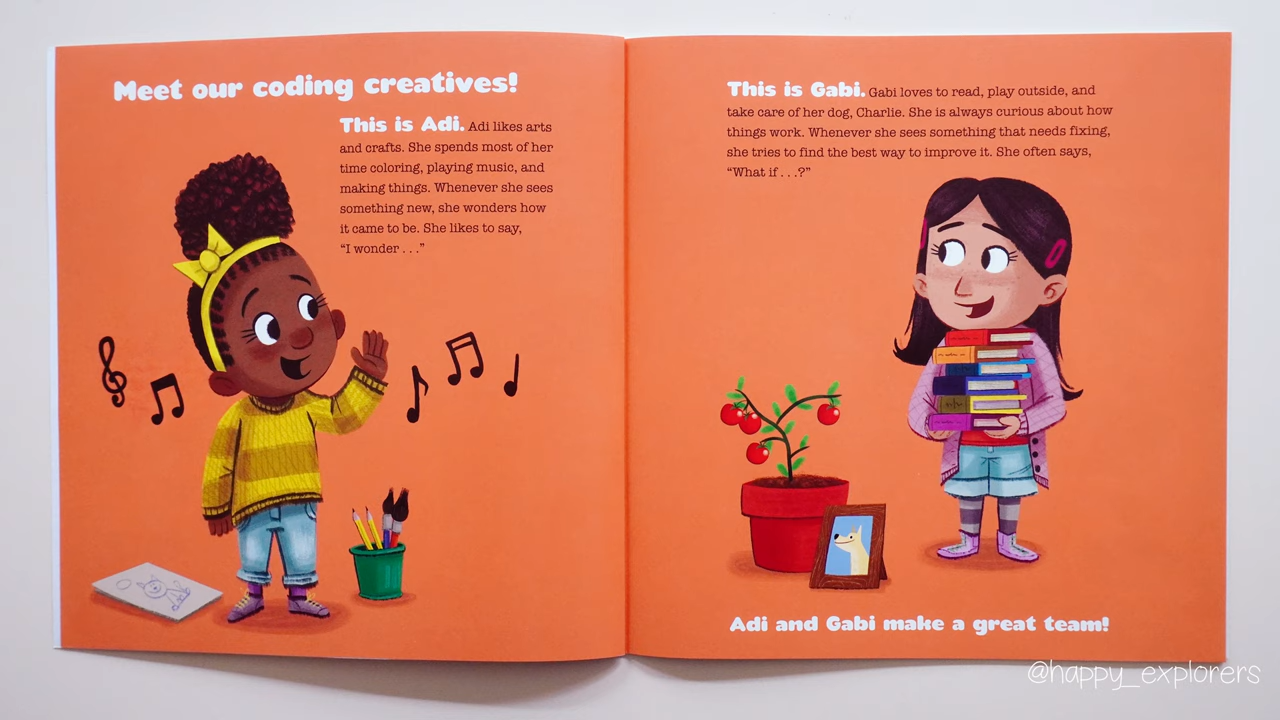 Meet our coding creatives!
This is Adi. Adi likes arts
and crafts. She spends most of her
time coloring, playing music, and
making things. Whenever she sees
something new, she wonders how
it came to be. She likes to say,
“I wonder . . .”
This is Gabi. Gabi loves to read, play outside, and
take care of her dog, Charlie. She is always curious about how
things work. Whenever she sees something that needs fixing,
she tries to find the best way to improve it. She often says,
“What if . . .?”
Adi and Gabi make a great team!
@happy_explorers